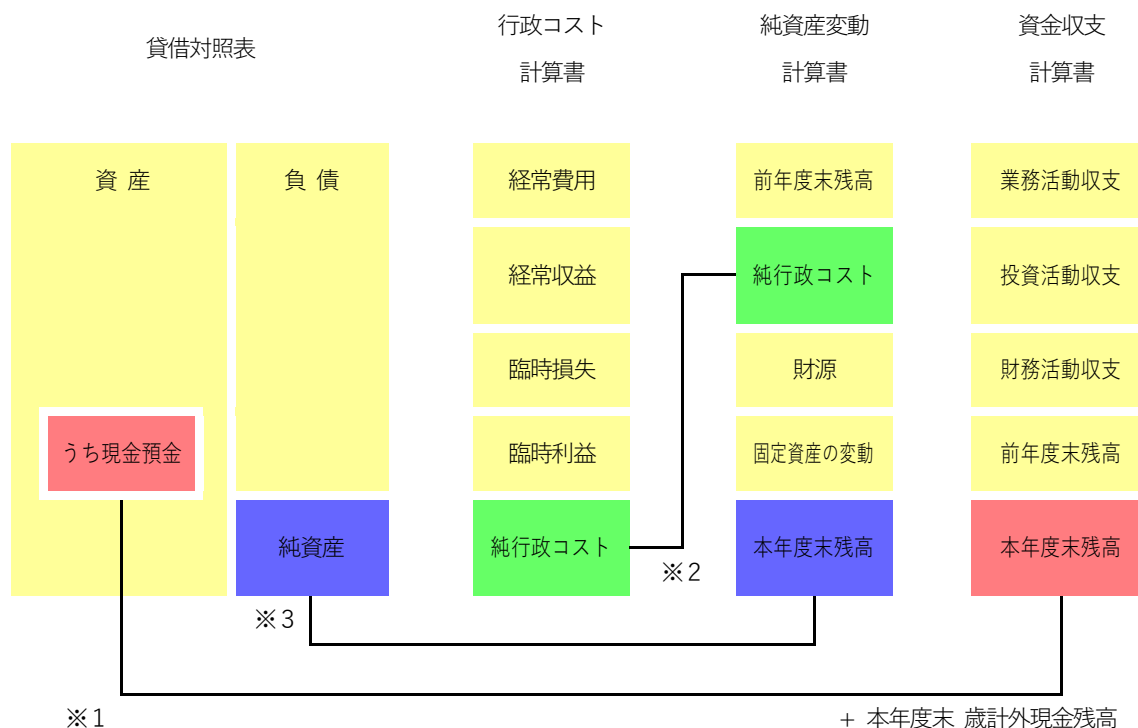 貸借対照表
行政コスト
計算書
純資産変動
計算書
資金収支
計算書
資 産
負 債
経常費用
前年度末残高
業務活動収支
経常収益
純行政コスト
投資活動収支
臨時損失
財源
財務活動収支
うち現金預金
臨時利益
固定資産の変動
前年度末残高
純資産
純行政コスト
本年度末残高
本年度末残高
※2
※3
※1
+ 本年度末 歳計外現金残高